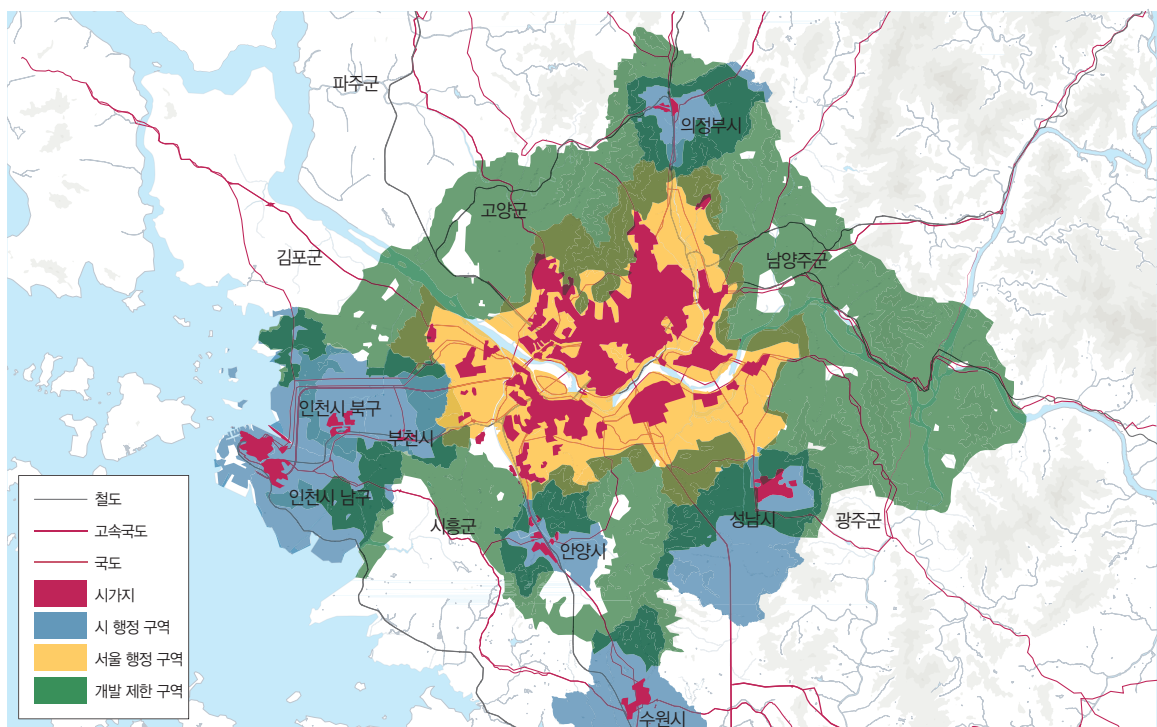 파주군
의정부시
고양군
남양주군
김포군
인천시 북구
부천시
인천시 남구
시흥군
안양시
성남시
광주군
수원시
철도
고속국도
국도
시가지
시 행정 구역
서울 행정 구역
개발 제한 구역